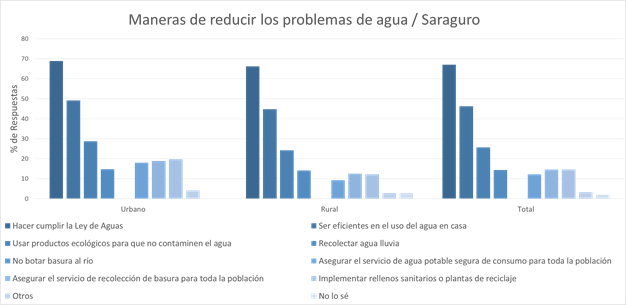 Maneras de reducir los problemas de agua / Saraguro
% de Respuestas
80
70
60
50
40
30
20
10
0
Urbano Rural Total
Hacer cumplir la Ley de Aguas Ser eficientes en el uso del agua en casa
Usar productos ecológicos para que no contaminen el agua Recolectar agua lluvia
No botar basura al río Asegurar el servicio de agua potable segura de consumo para toda la población
Asegurar el servicio de recolección de basura para toda la población Implementar rellenos sanitarios o plantas de reciclaje
Otros No lo sé